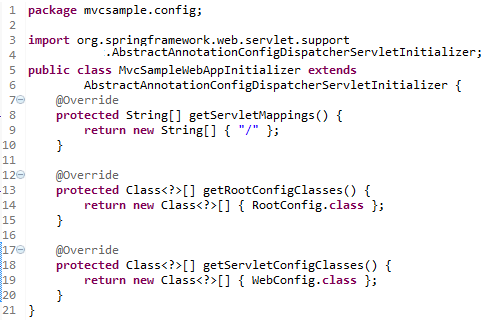 1 package mvcsample.config;
2
3 import org.springframework.web.servlet.support
4 .AbstractAnnotationConfigDispatcherServletInitializer;
5 public class MvcSampleWebAppInitializer extends
6 AbstractAnnotationConfigDispatcherServletInitializer {
7 @Override
8 protected String[] getServletMappings() {
9 return new String[] { "/" };
10 }
11
12 @Override
13 protected Class<?>[] getRootConfigClasses() {
14 return new Class<?>[] { RootConfig.class };
15 }
16
17 @Override
18 protected Class<?>[] getServletConfigClasses() {
19 return new Class<?>[] { WebConfig.class };
20 }
21 }